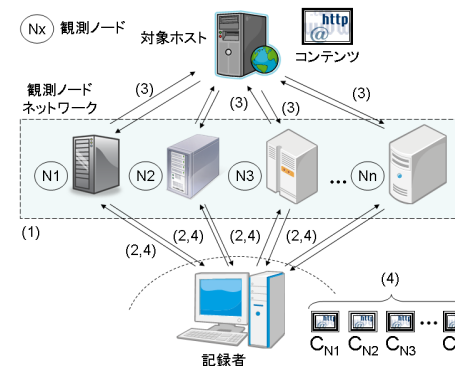 Nx 観測ノード
対象ホスト
http
@
コンテンツ
観測ノード
ネットワーク
(3)
(3)
(3)
(3)
N1
N2
N3
...
Nn
(1)
(2,4)
(2,4)
(2,4)
(2,4)
(4)
記録者
CN1
CN2
CN3
...
C